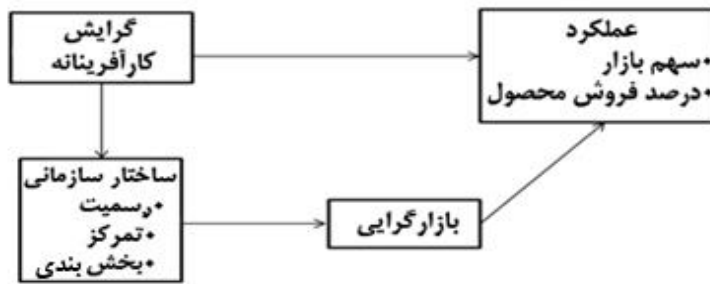 گرایش
کارآفرینانه
عملکرد
•سهم بازار
•درصد فروش محصول
ساختار سازمانی
•رسمیت
•تمرکز
•بخش بندی
بازارگرایی